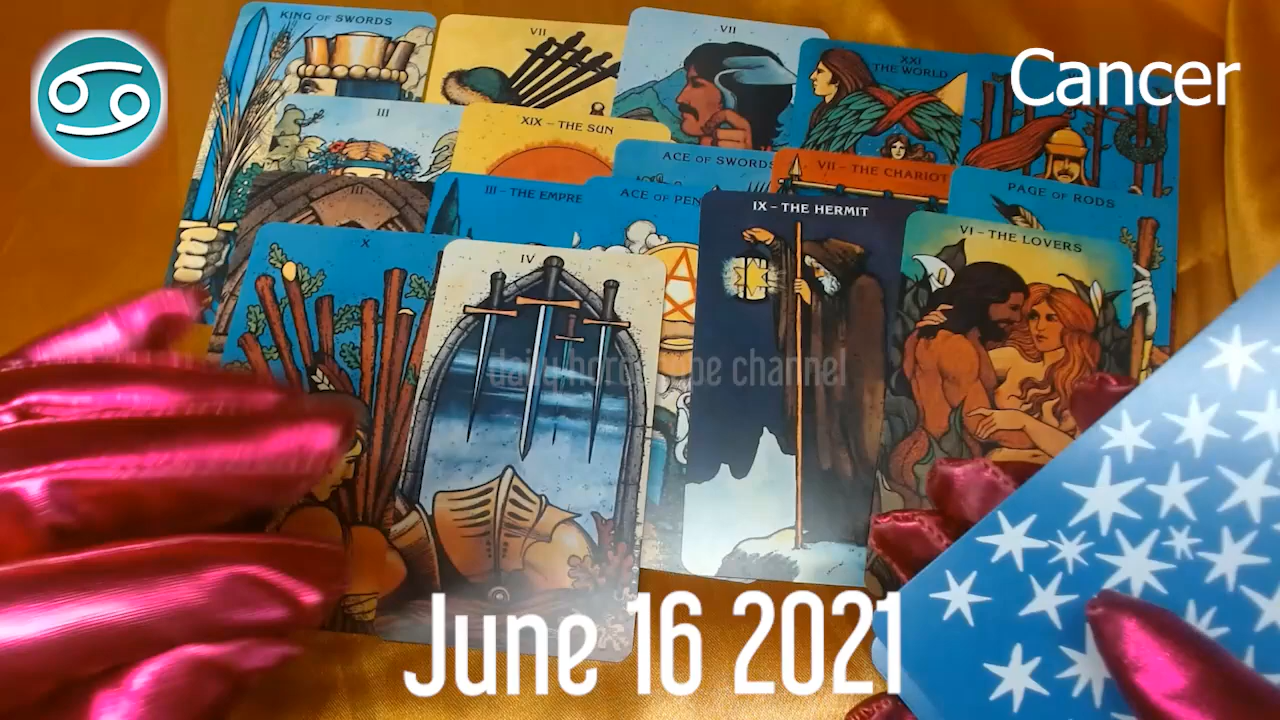 KING OF SWORDS
VII
VII
XXI
THE WORLD
Cancer
III
XIX – THE SUN
ACE OF SWORDS
VII – THE CHARIOT
PAGE OF RODS
III
III – THE EMPRE
ACE OF PEN
IX – THE HERMIT
VI – THE LOVERS
X
IV
daily horoscope channel
June 16 2021